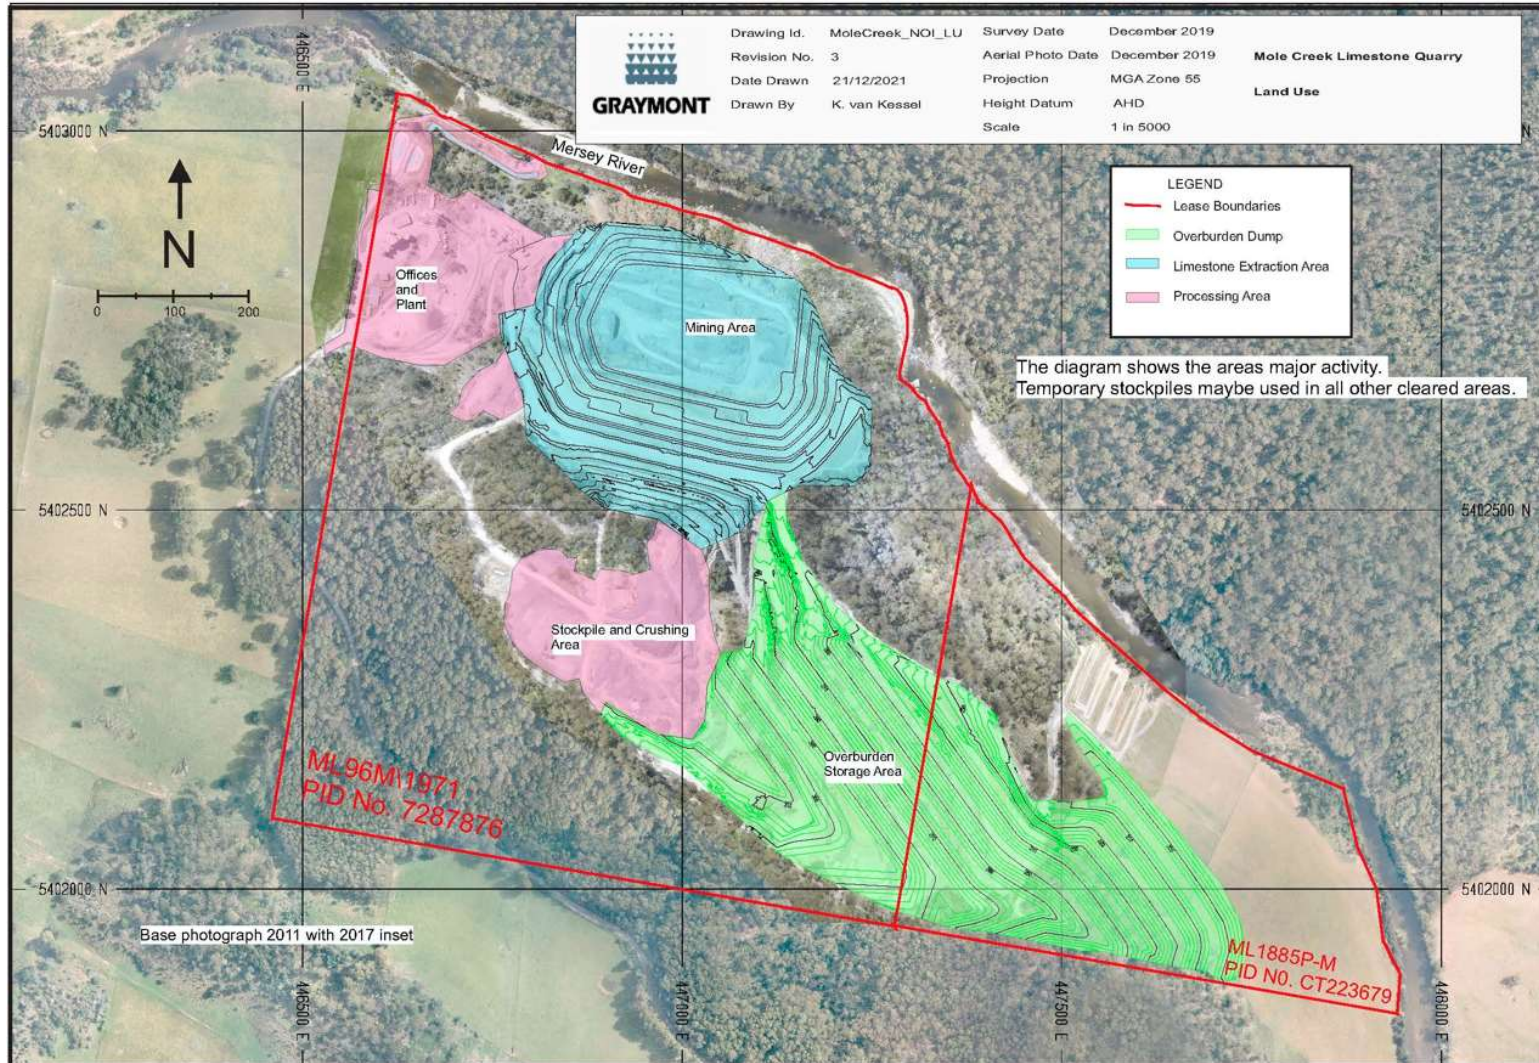 GRAYMONT
Drawing Id. MoleCreek_NOI_LU
Revision No. 3
Date Drawn 21/12/2021
Drawn By K. van Kessel
Survey Date December 2019
Aerial Photo Date December 2019
Projection MGA Zone 55
Height Datum AHD
Scale 1 in 5000
Mole Creek Limestone Quarry
Land Use
446500 E
5403000 N
N
Mersey River
LEGEND
Lease Boundaries
Overburden Dump
Limestone Extraction Area
Processing Area
N
0 100 200
Offices
and
Plant
Mining Area
The diagram shows the areas major activity.
Temporary stockpiles maybe used in all other cleared areas.
5402500 N
5402500 N
Stockpile and Crushing
Area
Overburden
Storage Area
ML96M\1971
PID No. 7287876
5402000 N
5402000 N
Base photograph 2011 with 2017 inset
ML1885P-M
PID N0. CT223679
446500 E
447000 E
447500 E
448000 E